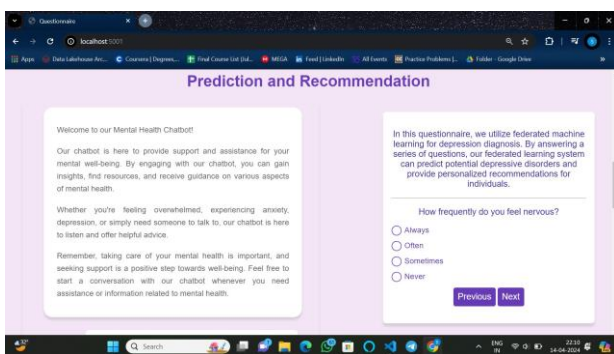 Questionnaire
localhost:5001
Apps
Data Lakehouse Arc...
Coursera | Degrees,...
Final Course List (Jul...
MEGA
Feed | LinkedIn
All Events
Practice Problems |...
Folder - Google Drive
Prediction and Recommendation
Welcome to our Mental Health Chatbot!
Our chatbot is here to provide support and assistance for your
mental well-being. By engaging with our chatbot, you can gain
insights, find resources, and receive guidance on various aspects
of mental health.
Whether you're feeling overwhelmed, experiencing anxiety,
depression, or simply need someone to talk to, our chatbot is here
to listen and offer helpful advice.
Remember, taking care of your mental health is important, and
seeking support is a positive step towards well-being. Feel free to
start a conversation with our chatbot whenever you need
assistance or information related to mental health.
In this questionnaire, we utilize federated machine
learning for depression diagnosis. By answering a
series of questions, our federated learning system
can predict potential depressive disorders and
provide personalized recommendations for
individuals.
How frequently do you feel nervous?
Always
Often
Sometimes
Never
Previous
Next
32°
Search
ENG
IN
22:10
14-04-2024